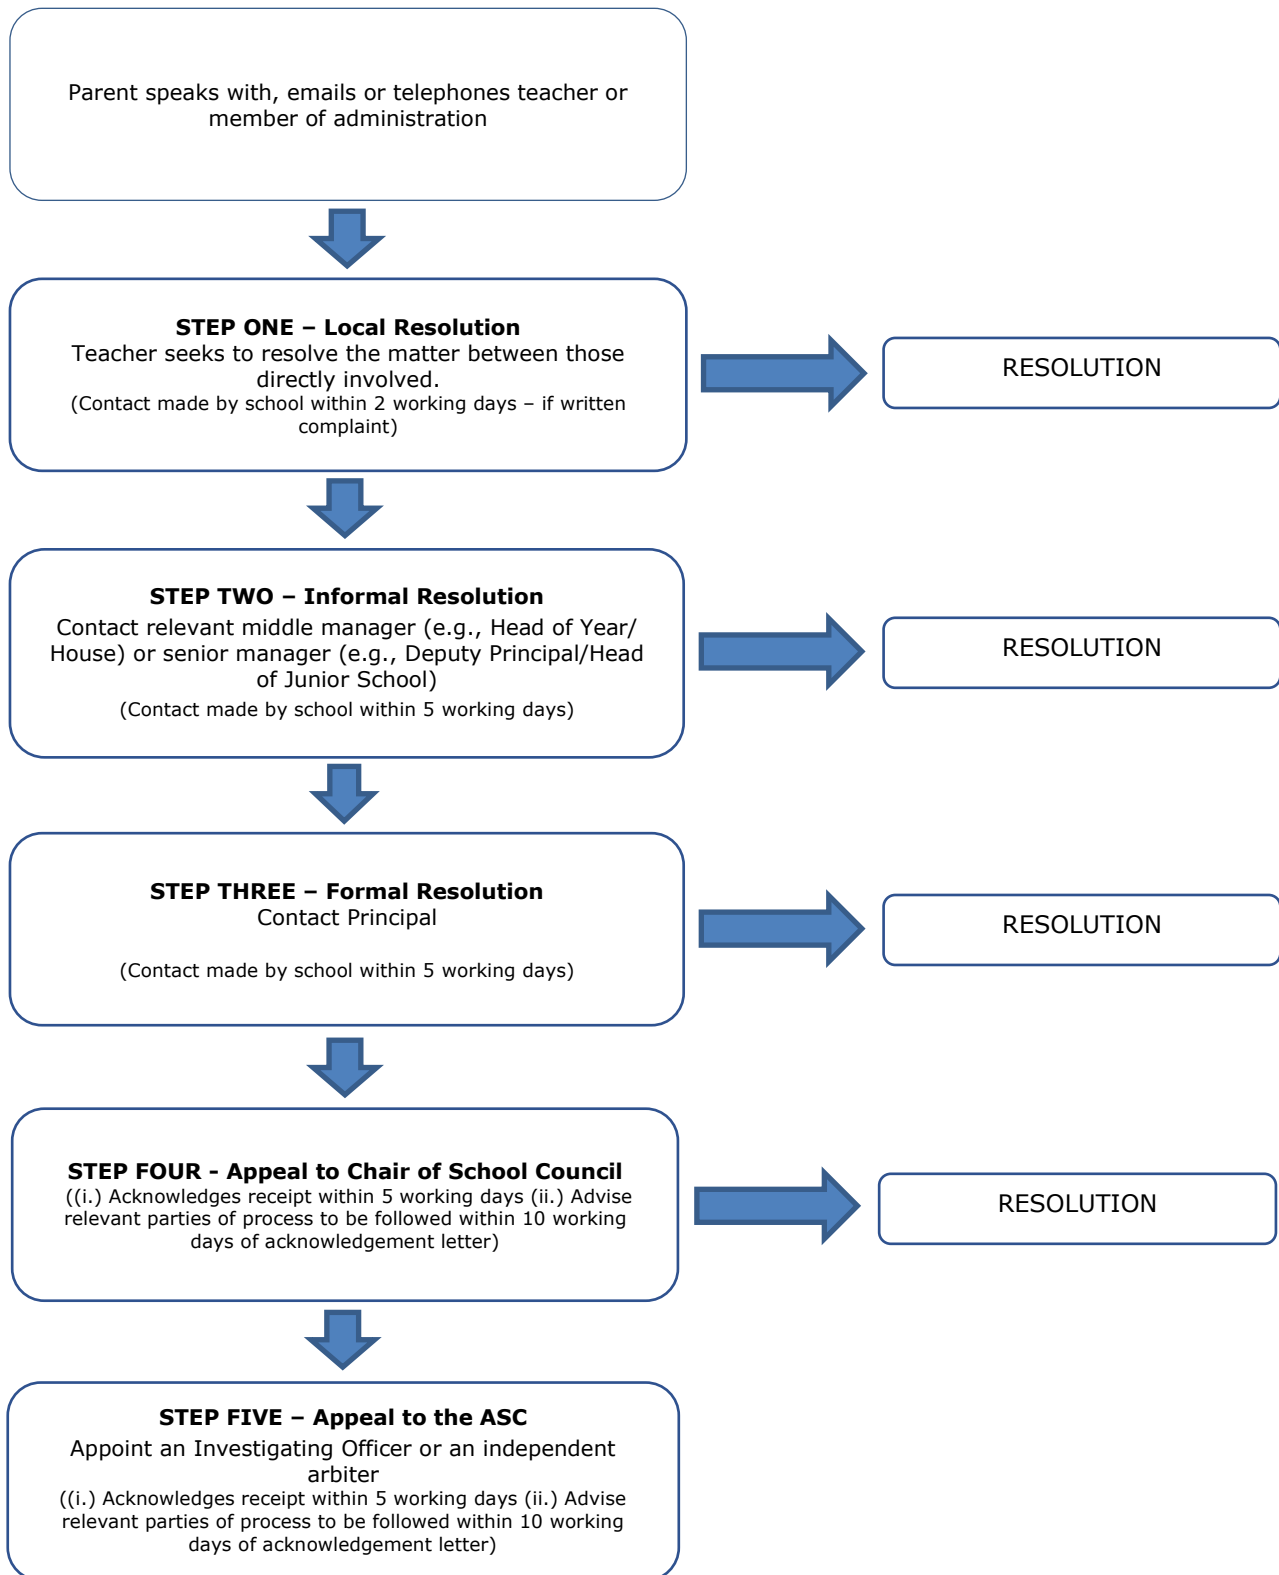 Parent speaks with, emails or telephones teacher or
member of administration
STEP ONE – Local Resolution
Teacher seeks to resolve the matter between those
directly involved.
(Contact made by school within 2 working days – if written
complaint)
RESOLUTION
STEP TWO – Informal Resolution
Contact relevant middle manager (e.g., Head of Year/
House) or senior manager (e.g., Deputy Principal/Head
of Junior School)
(Contact made by school within 5 working days)
RESOLUTION
STEP THREE – Formal Resolution
Contact Principal
(Contact made by school within 5 working days)
RESOLUTION
STEP FOUR - Appeal to Chair of School Council
((i.) Acknowledges receipt within 5 working days (ii.) Advise
relevant parties of process to be followed within 10 working
days of acknowledgement letter)
RESOLUTION
STEP FIVE – Appeal to the ASC
Appoint an Investigating Officer or an independent
arbiter
((i.) Acknowledges receipt within 5 working days (ii.) Advise
relevant parties of process to be followed within 10 working
days of acknowledgement letter)